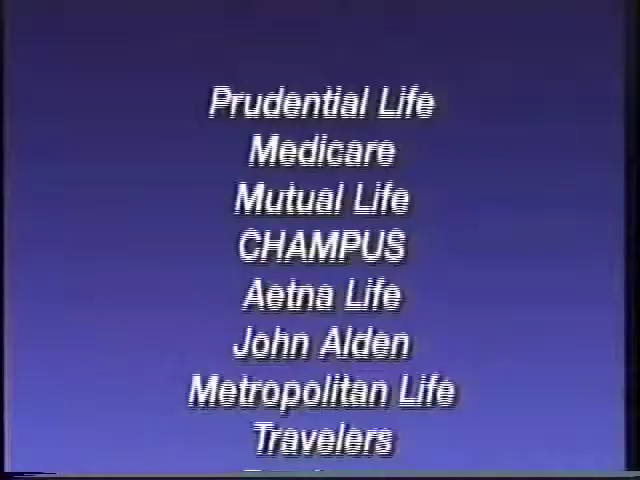 Prudential Life
Medicare
Mutual Life
CHAMPUS
Aetna Life
John Alden
Metropolitan Life
Travelers